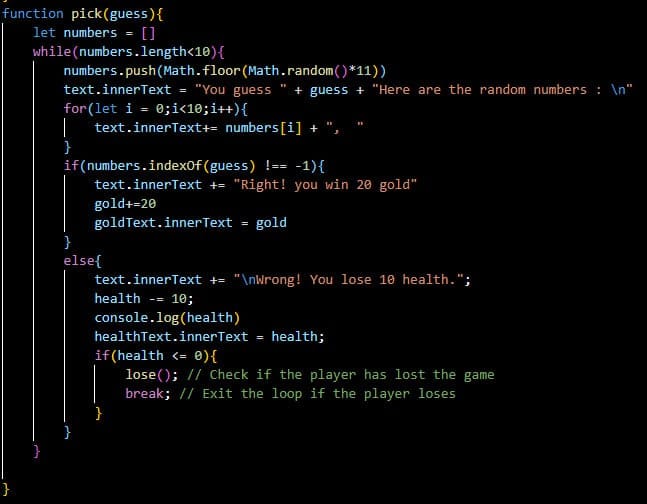 function pick(guess){
    let numbers = []
    while(numbers.length<10){
        numbers.push(Math.floor(Math.random()*11))
        text.innerText = "You guess " + guess + "Here are the random numbers : \n"
        for(let i = 0;i<10;i++){
            text.innerText+= numbers[i] + ",  "
        }
        if(numbers.indexOf(guess) !== -1){
            text.innerText += "Right! you win 20 gold"
            gold+=20
            goldText.innerText = gold
        }
        else{
            text.innerText += "\nWrong! You lose 10 health.";
            health -= 10;
            console.log(health)
            healthText.innerText = health;
            if(health <= 0){
                lose(); // Check if the player has lost the game
                break; // Exit the loop if the player loses
            }
        }
    }

}